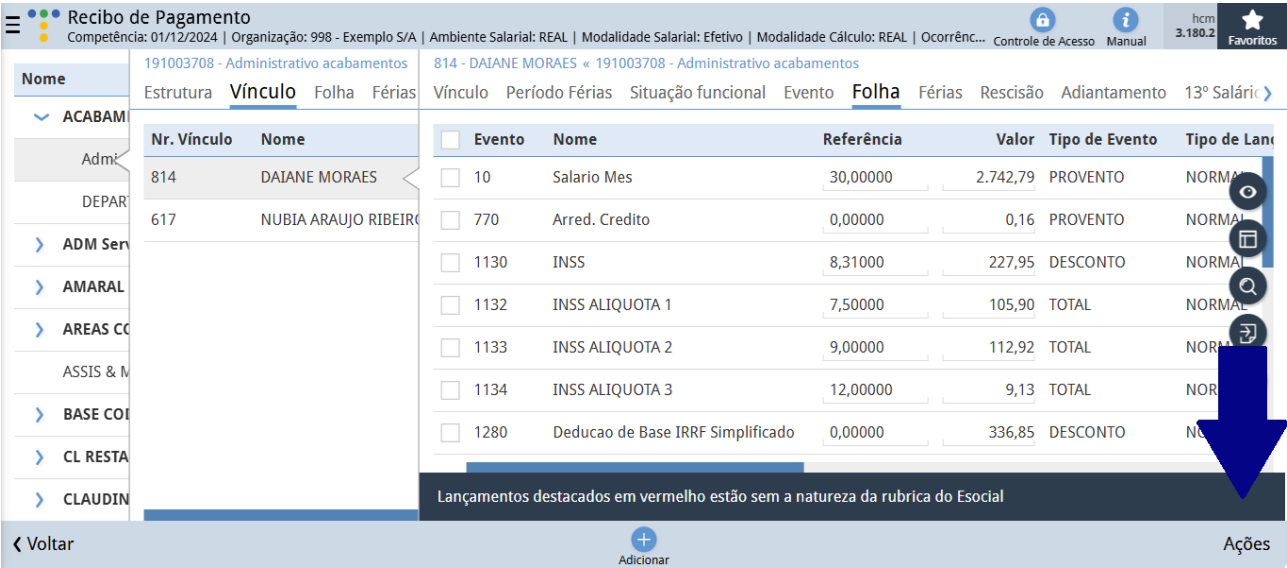 Recibo de Pagamento
Competência: 01/12/2024 | Organização: 998 - Exemplo S/A | Ambiente Salarial: REAL | Modalidade Salarial: Efetivo | Modalidade Cálculo: REAL | Ocorrênc...
Controle de Acesso
Manual
hcm
3.180.2
Favoritos
Nome
ACABAM
Admi
DEPAR
ADM Serv
AMARAL
AREAS CO
ASSIS & M
BASE COD
CL RESTA
CLAUDIN
191003708 - Administrativo acabamentos
Estrutura Vínculo Folha Férias
Nr. Vínculo Nome
814 DAIANE MORAES
617 NUBIA ARAUJO RIBEIRO
814 - DAIANE MORAES « 191003708 - Administrativo acabamentos
Vínculo Período Férias Situação funcional Evento Folha Férias Rescisão Adiantamento 13º Salário
Evento Nome Referência Valor Tipo de Evento Tipo de Lanç
10 Salario Mes 30,00000 2.742,79 PROVENTO NORMAL
770 Arred. Credito 0,00000 0,16 PROVENTO NORMAL
1130 INSS 8,31000 227,95 DESCONTO NORMAL
1132 INSS ALIQUOTA 1 7,50000 105,90 TOTAL NORMAL
1133 INSS ALIQUOTA 2 9,00000 112,92 TOTAL NORM
1134 INSS ALIQUOTA 3 12,00000 9,13 TOTAL NOR
1280 Deducao de Base IRRF Simplificado 0,00000 336,85 DESCONTO NO
Lançamentos destacados em vermelho estão sem a natureza da rubrica do Esocial
Voltar
Adicionar
Ações